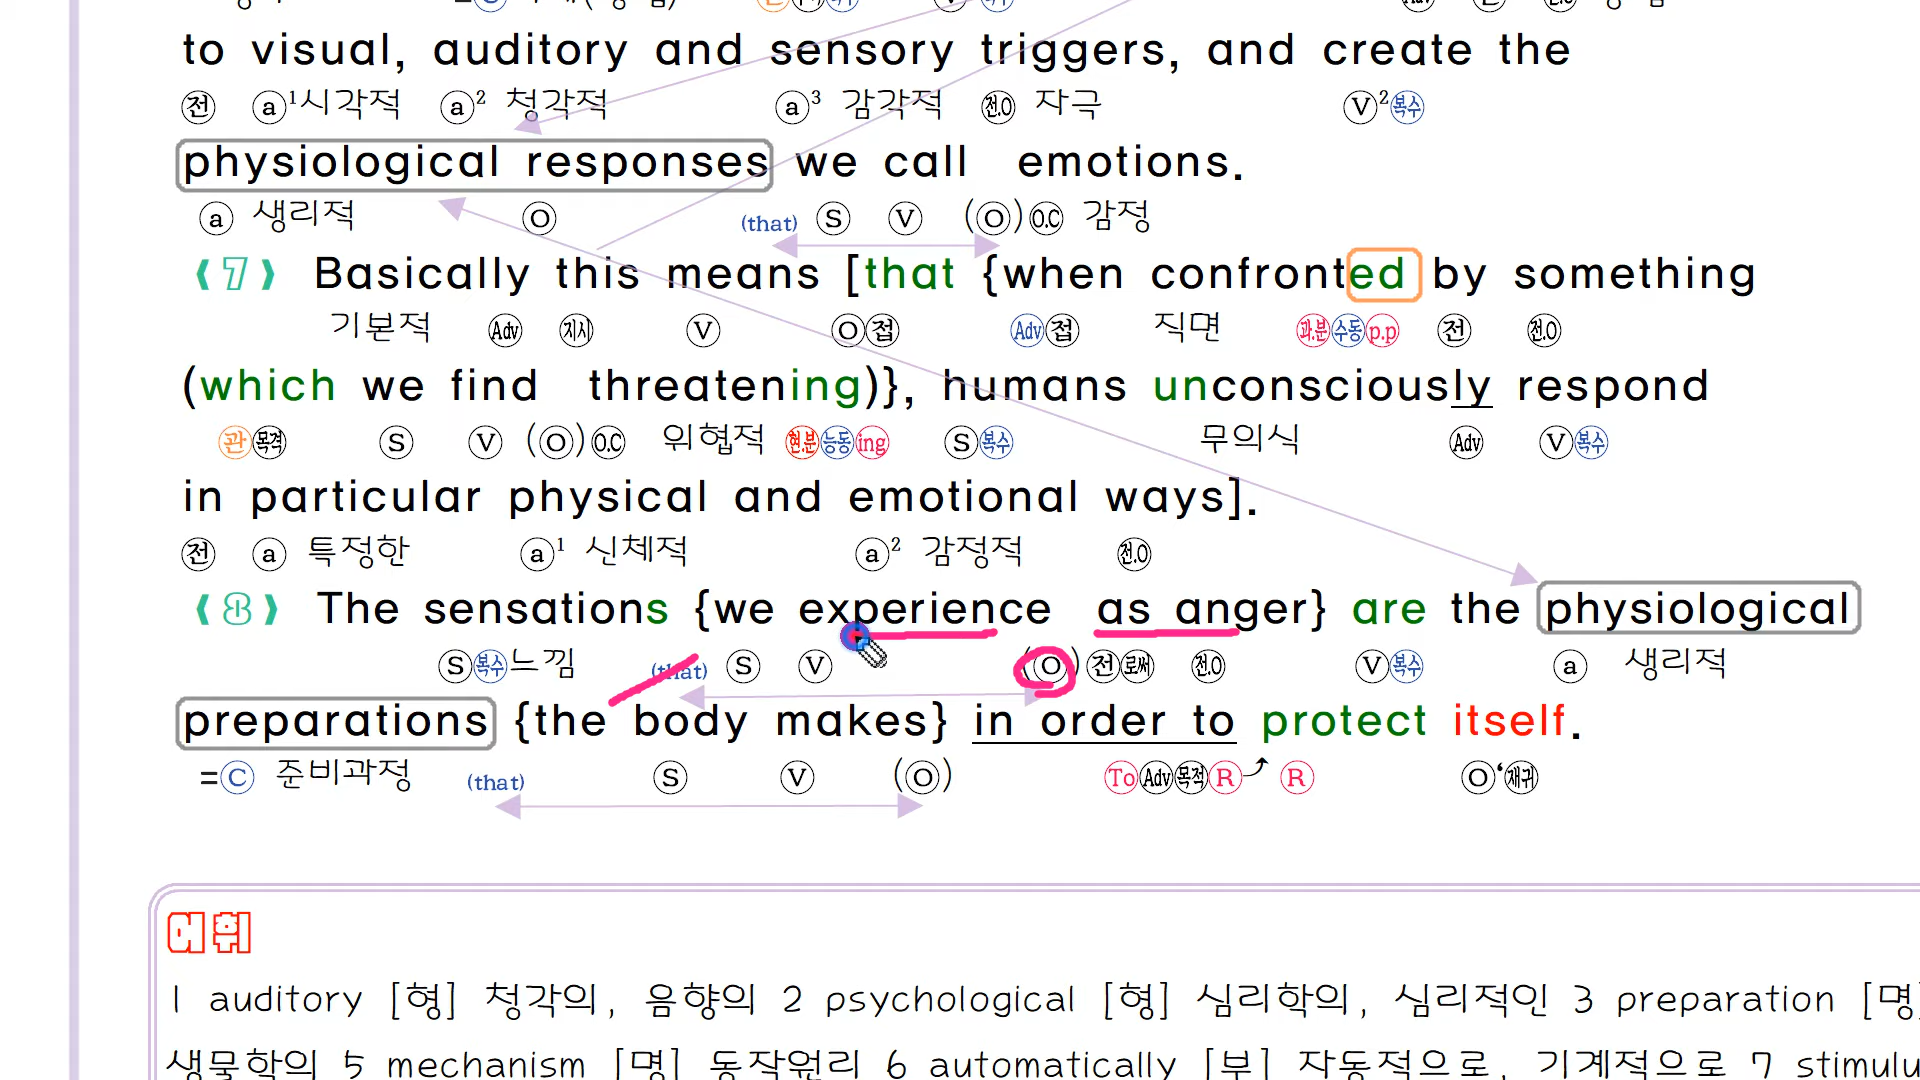 to visual, auditory and sensory triggers, and create the
전 a1시각적 a2 청각적 a3 감각적 전.O 자극 V2복수
physiological responses we call emotions.
a 생리적 O (that) S V (O) O.C 감정
❪7❫ Basically this means [that {when confronted by something
기본적 Adv 지시 V O접 Adv접 직면 과.분 수동 p.p 전 전.O
(which we find threatening)}, humans unconsciously respond
관 목격 S V (O) O.C 위협적 현.분 능동 ing S복수 무의식 Adv V복수
in particular physical and emotional ways].
전 a 특정한 a1 신체적 a2 감정적 전.O
❪8❫ The sensations {we experience as anger} are the physiological
S복수느낌 (that) S V (O) 전 로써 전.O V복수 a 생리적
preparations {the body makes} in order to protect itself.
=C 준비과정 (that) S V (O) To Adv 목적 R R O‘재귀
어휘
1 auditory [형] 청각의, 음향의 2 psychological [형] 심리학의, 심리적인 3 preparation [명]
생물학의 5 mechanism [명] 동작원리 6 automatically [부] 자동적으로, 기계적으로 7 stimulu